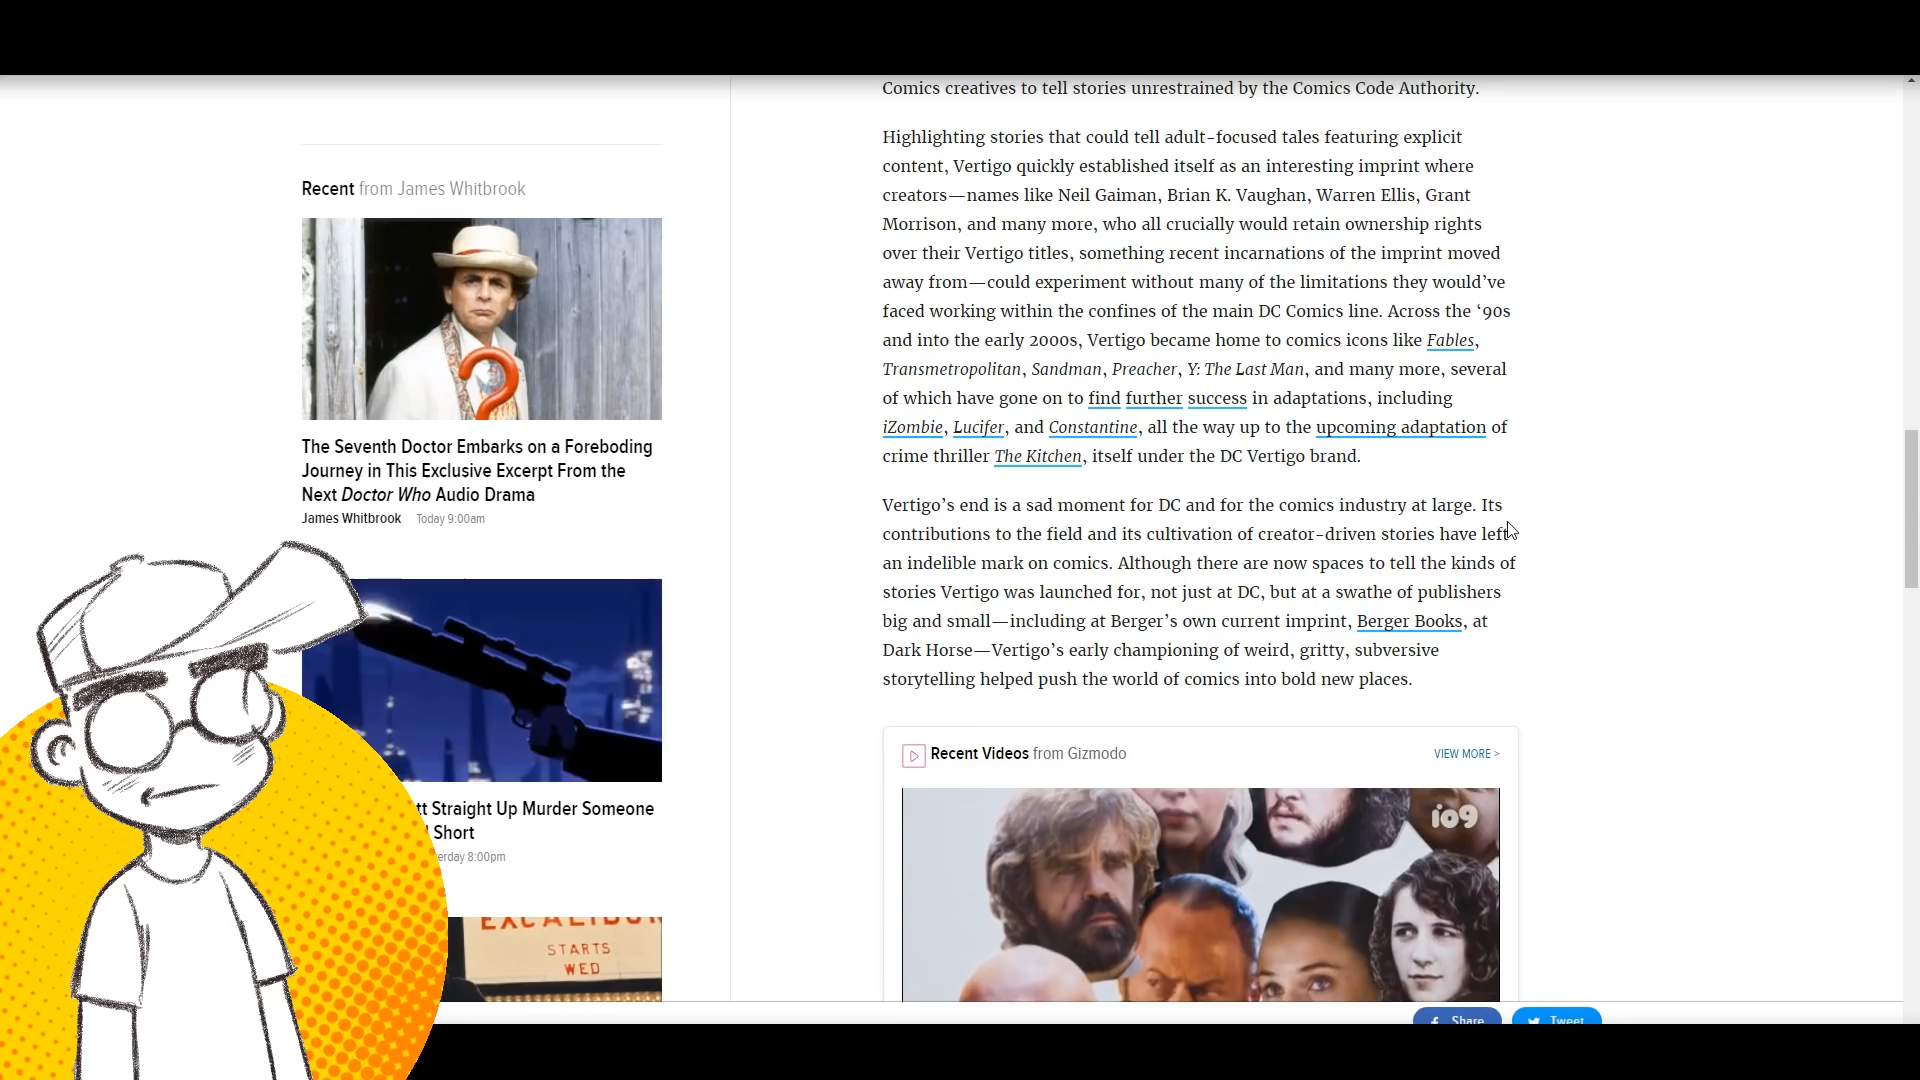 Comics creatives to tell stories unrestrained by the Comics Code Authority.
Highlighting stories that could tell adult-focused tales featuring explicit
content, Vertigo quickly established itself as an interesting imprint where
creators—names like Neil Gaiman, Brian K. Vaughan, Warren Ellis, Grant
Morrison, and many more, who all crucially would retain ownership rights
over their Vertigo titles, something recent incarnations of the imprint moved
away from—could experiment without many of the limitations they would've
faced working within the confines of the main DC Comics line. Across the ‘90s
and into the early 2000s, Vertigo became home to comics icons like Fables,
Transmetropolitan, Sandman, Preacher, Y: The Last Man, and many more, several
of which have gone on to find further success in adaptations, including
iZombie, Lucifer, and Constantine, all the way up to the upcoming adaptation of
crime thriller The Kitchen, itself under the DC Vertigo brand.
Vertigo's end is a sad moment for DC and for the comics industry at large. Its
contributions to the field and its cultivation of creator-driven stories have left
an indelible mark on comics. Although there are now spaces to tell the kinds of
stories Vertigo was launched for, not just at DC, but at a swathe of publishers
big and small—including at Berger's own current imprint, Berger Books, at
Dark Horse—Vertigo's early championing of weird, gritty, subversive
storytelling helped push the world of comics into bold new places.
Recent Videos from Gizmodo
VIEW MORE >
io9
Share
Tweet
Recent from James Whitbrook
The Seventh Doctor Embarks on a Foreboding
Journey in This Exclusive Excerpt From the
Next Doctor Who Audio Drama
James Whitbrook Today 9:00am
tt Straight Up Murder Someone
Short
erday 8:00pm
STARTS
WED